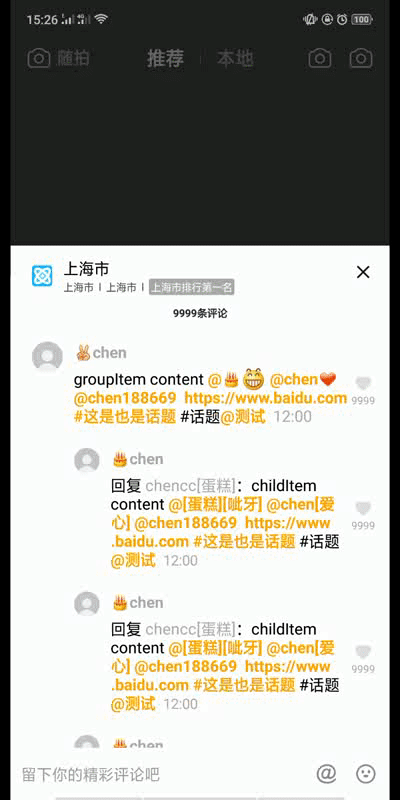 15:26 100
随拍 推荐 本地
上海市
上海市 | 上海市 | 上海市排行第一名
9999条评论
✌chen
groupItem content @🎂😁 @chen❤
@chen188669 https://www.baidu.com
#这是也是话题 #话题@测试 12:00
9999
🎂chen
回复 chencc[蛋糕]：childItem
content @[蛋糕][呲牙] @chen[爱
心] @chen188669 https://www
.baidu.com #这是也是话题 #话题
@测试 12:00
9999
🎂chen
回复 chencc[蛋糕]：childItem
content @[蛋糕][呲牙] @chen[爱
心] @chen188669 https://www
.baidu.com #这是也是话题 #话题
@测试 12:00
9999
🎂chen
留下你的精彩评论吧 @